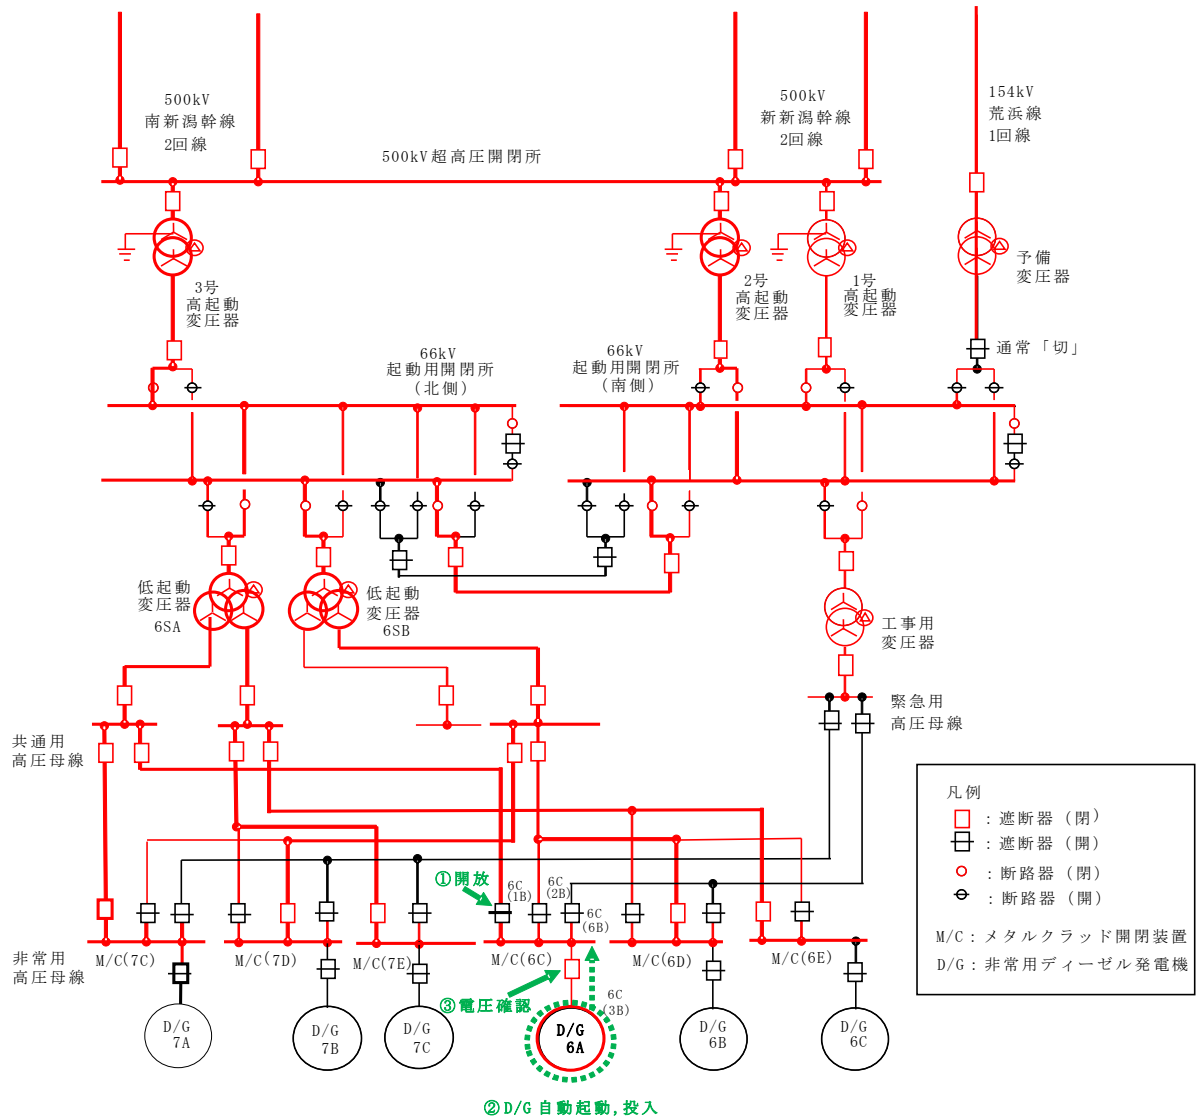 500kV
南新潟幹線
2回線
500kV超高圧開閉所
500kV
新新潟幹線
2回線
154kV
荒浜線
1回線
3号
高起動
変圧器
2号
高起動
変圧器
1号
高起動
変圧器
予備
変圧器
通常「切」
66kV
起動用開閉所
(北側)
66kV
起動用開閉所
(南側)
低起動
変圧器
6SA
低起動
変圧器
6SB
工事用
変圧器
緊急用
高圧母線
共通用
高圧母線
凡例
：遮断器（閉）
：遮断器（開）
：断路器（閉）
：断路器（開）
M/C：メタルクラッド開閉装置
D/G：非常用ディーゼル発電機
①開放
6C
(1B)
6C
(2B)
6C
(6B)
非常用
高圧母線
M/C(7C)
M/C(7D)
M/C(7E)
M/C(6C)
M/C(6D)
M/C(6E)
③電圧確認
6C
(3B)
D/G
7A
D/G
7B
D/G
7C
D/G
6A
D/G
6B
D/G
6C
②D/G自動起動,投入